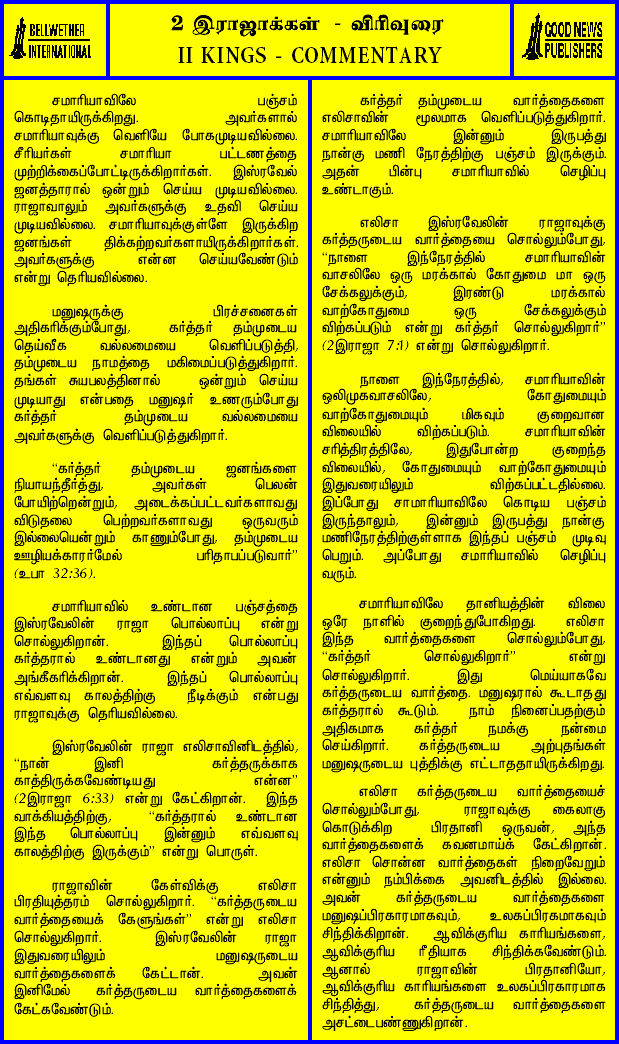 BELLWETHER
INTERNATIONAL
2 இராஜாக்கள் - விரிவுரை
II KINGS - COMMENTARY
GOOD NEWS
PUBLISHERS
சமாரியாவிலே பஞ்சம்
கொடிதாயிருக்கிறது. அவர்களால்
சமாரியாவுக்கு வெளியே போகமுடியவில்லை.
சீரியர்கள் சமாரியா பட்டணத்தை
முற்றிக்கைப்போட்டிருக்கிறார்கள். இஸ்ரவேல்
ஜனத்தாரால் ஒன்றும் செய்ய முடியவில்லை.
ராஜாவாலும் அவர்களுக்கு உதவி செய்ய
முடியவில்லை. சமாரியாவுக்குள்ளே இருக்கிற
ஜனங்கள் திக்கற்றவர்களாயிருக்கிறார்கள்.
அவர்களுக்கு என்ன செய்யவேண்டும்
என்று தெரியவில்லை.
மனுஷருக்கு பிரச்சனைகள்
அதிகரிக்கும்போது, கர்த்தர் தம்முடைய
தெய்வீக வல்லமையை வெளிப்படுத்தி,
தம்முடைய நாமத்தை மகிமைப்படுத்துகிறார்.
தங்கள் சுயபலத்தினால் ஒன்றும் செய்ய
முடியாது என்பதை மனுஷர் உணரும்போது
கர்த்தர் தம்முடைய வல்லமையை
அவர்களுக்கு வெளிப்படுத்துகிறார்.
“கர்த்தர் தம்முடைய ஜனங்களை
நியாயந்தீர்த்து, அவர்கள் பெலன்
போயிற்றென்றும், அடைக்கப்பட்டவர்களாவது
விடுதலை பெற்றவர்களாவது ஒருவரும்
இல்லையென்றும் காணும்போது, தம்முடைய
ஊழியக்காரர்மேல் பரிதாபப்படுவார்”
(உபா 32:36).
சமாரியாவில் உண்டான பஞ்சத்தை
இஸ்ரவேலின் ராஜா பொல்லாப்பு என்று
சொல்லுகிறான். இந்தப் பொல்லாப்பு
கர்த்தரால் உண்டானது என்றும் அவன்
அங்கீகரிக்கிறான். இந்தப் பொல்லாப்பு
எவ்வளவு காலத்திற்கு நீடிக்கும் என்பது
ராஜாவுக்கு தெரியவில்லை.
இஸ்ரவேலின் ராஜா எலிசாவினிடத்தில்,
“நான் இனி கர்த்தருக்காக
காத்திருக்கவேண்டியது என்ன”
(2இராஜா 6:33) என்று கேட்கிறான். இந்த
வாக்கியத்திற்கு, “கர்த்தரால் உண்டான
இந்த பொல்லாப்பு இன்னும் எவ்வளவு
காலத்திற்கு இருக்கும்” என்று பொருள்.
ராஜாவின் கேள்விக்கு எலிசா
பிரதியுத்தரம் சொல்லுகிறார். “கர்த்தருடைய
வார்த்தையைக் கேளுங்கள்” என்று எலிசா
சொல்லுகிறார். இஸ்ரவேலின் ராஜா
இதுவரையிலும் மனுஷருடைய
வார்த்தைகளைக் கேட்டான். அவன்
இனிமேல் கர்த்தருடைய வார்த்தைகளைக்
கேட்கவேண்டும்.
கர்த்தர் தம்முடைய வார்த்தைகளை
எலிசாவின் மூலமாக வெளிப்படுத்துகிறார்.
சமாரியாவிலே இன்னும் இருபத்து
நான்கு மணி நேரத்திற்கு பஞ்சம் இருக்கும்.
அதன் பின்பு சமாரியாவில் செழிப்பு
உண்டாகும்.
எலிசா இஸ்ரவேலின் ராஜாவுக்கு
கர்த்தருடைய வார்த்தையை சொல்லும்போது,
“நாளை இந்நேரத்தில் சமாரியாவின்
வாசலிலே ஒரு மரக்கால் கோதுமை மா ஒரு
சேக்கலுக்கும், இரண்டு மரக்கால்
வாற்கோதுமை ஒரு சேக்கலுக்கும்
விற்கப்படும் என்று கர்த்தர் சொல்லுகிறார்”
(2இராஜா 7:1) என்று சொல்லுகிறார்.
நாளை இந்நேரத்தில், சமாரியாவின்
ஒலிமுகவாசலிலே, கோதுமையும்
வாற்கோதுமையும் மிகவும் குறைவான
விலையில் விற்கப்படும். சமாரியாவின்
சரித்திரத்திலே, இதுபோன்ற குறைந்த
விலையில், கோதுமையும் வாற்கோதுமையும்
இதுவரையிலும் விற்கப்பட்டதில்லை.
இப்போது சாமாரியாவிலே கொடிய பஞ்சம்
இருந்தாலும், இன்னும் இருபத்து நான்கு
மணிநேரத்திற்குள்ளாக இந்தப் பஞ்சம் முடிவு
பெறும். அப்போது சமாரியாவில் செழிப்பு
வரும்.
சமாரியாவிலே தானியத்தின் விலை
ஒரே நாளில் குறைந்துபோகிறது. எலிசா
இந்த வார்த்தைகளை சொல்லும்போது,
“கர்த்தர் சொல்லுகிறார்” என்று
சொல்லுகிறார். இது மெய்யாகவே
கர்த்தருடைய வார்த்தை. மனுஷரால் கூடாதது
கர்த்தரால் கூடும். நாம் நினைப்பதற்கும்
அதிகமாக கர்த்தர் நமக்கு நன்மை
செய்கிறார். கர்த்தருடைய அற்புதங்கள்
மனுஷருடைய புத்திக்கு எட்டாததாயிருக்கிறது.
எலிசா கர்த்தருடைய வார்த்தையைச்
சொல்லும்போது, ராஜாவுக்கு கைலாகு
கொடுக்கிற பிரதானி ஒருவன், அந்த
வார்த்தைகளைக் கவனமாய்க் கேட்கிறான்.
எலிசா சொன்ன வார்த்தைகள் நிறைவேறும்
என்னும் நம்பிக்கை அவனிடத்தில் இல்லை.
அவன் கர்த்தருடைய வார்த்தைகளை
மனுஷப்பிரகாரமாகவும், உலகப்பிரகமாகவும்
சிந்திக்கிறான். ஆவிக்குரிய காரியங்களை,
ஆவிக்குரிய ரீதியாக சிந்திக்கவேண்டும்.
ஆனால் ராஜாவின் பிரதானியோ,
ஆவிக்குரிய காரியங்களை உலகப்பிரகாரமாக
சிந்தித்து, கர்த்தருடைய வார்த்தைகளை
அசட்டைபண்ணுகிறான்.